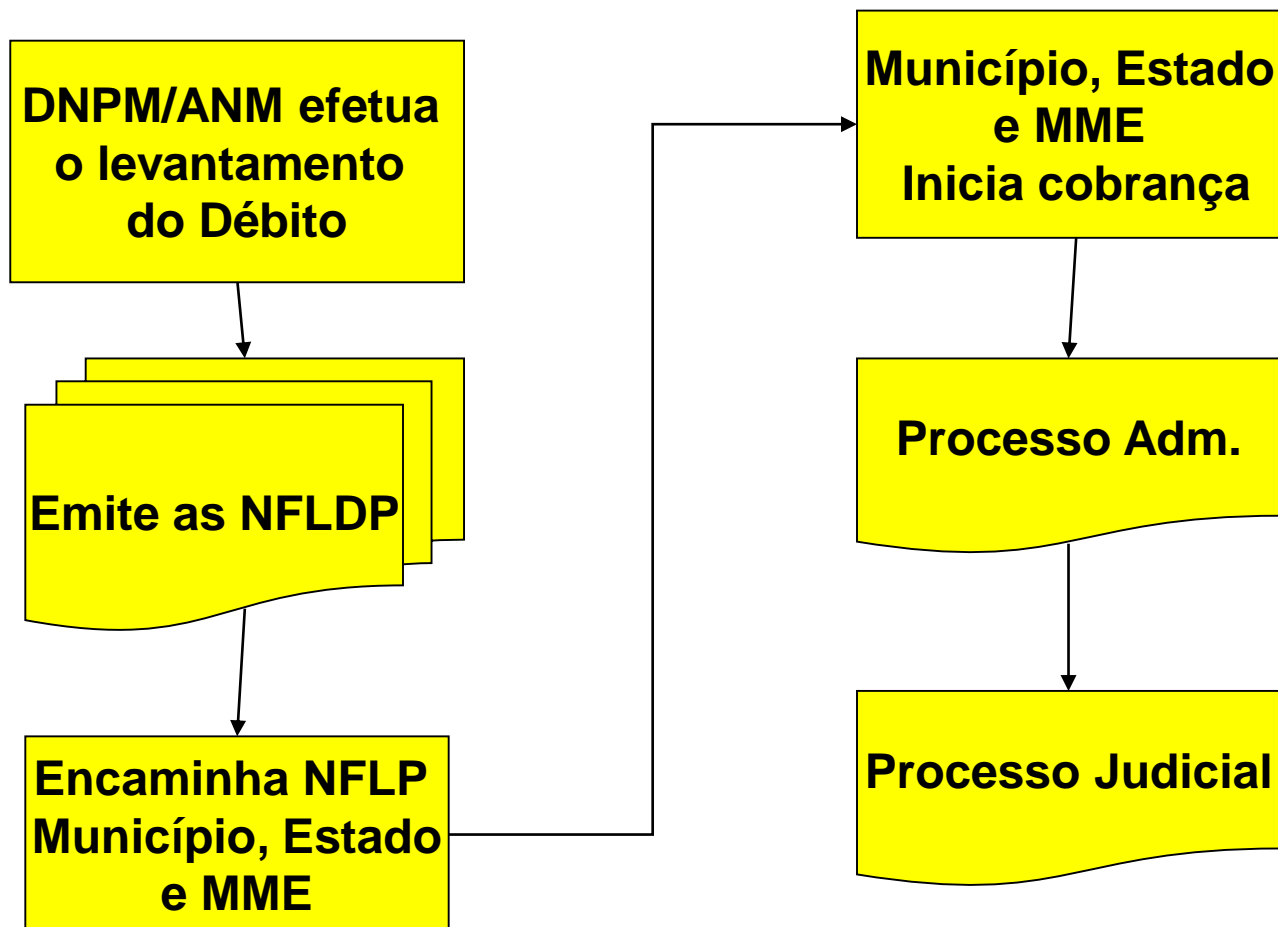 DNPM/ANM efetua
o levantamento
do Débito
Emite as NFLDP
Encaminha NFLP
Município, Estado
e MME
Município, Estado
e MME
Inicia cobrança
Processo Adm.
Processo Judicial